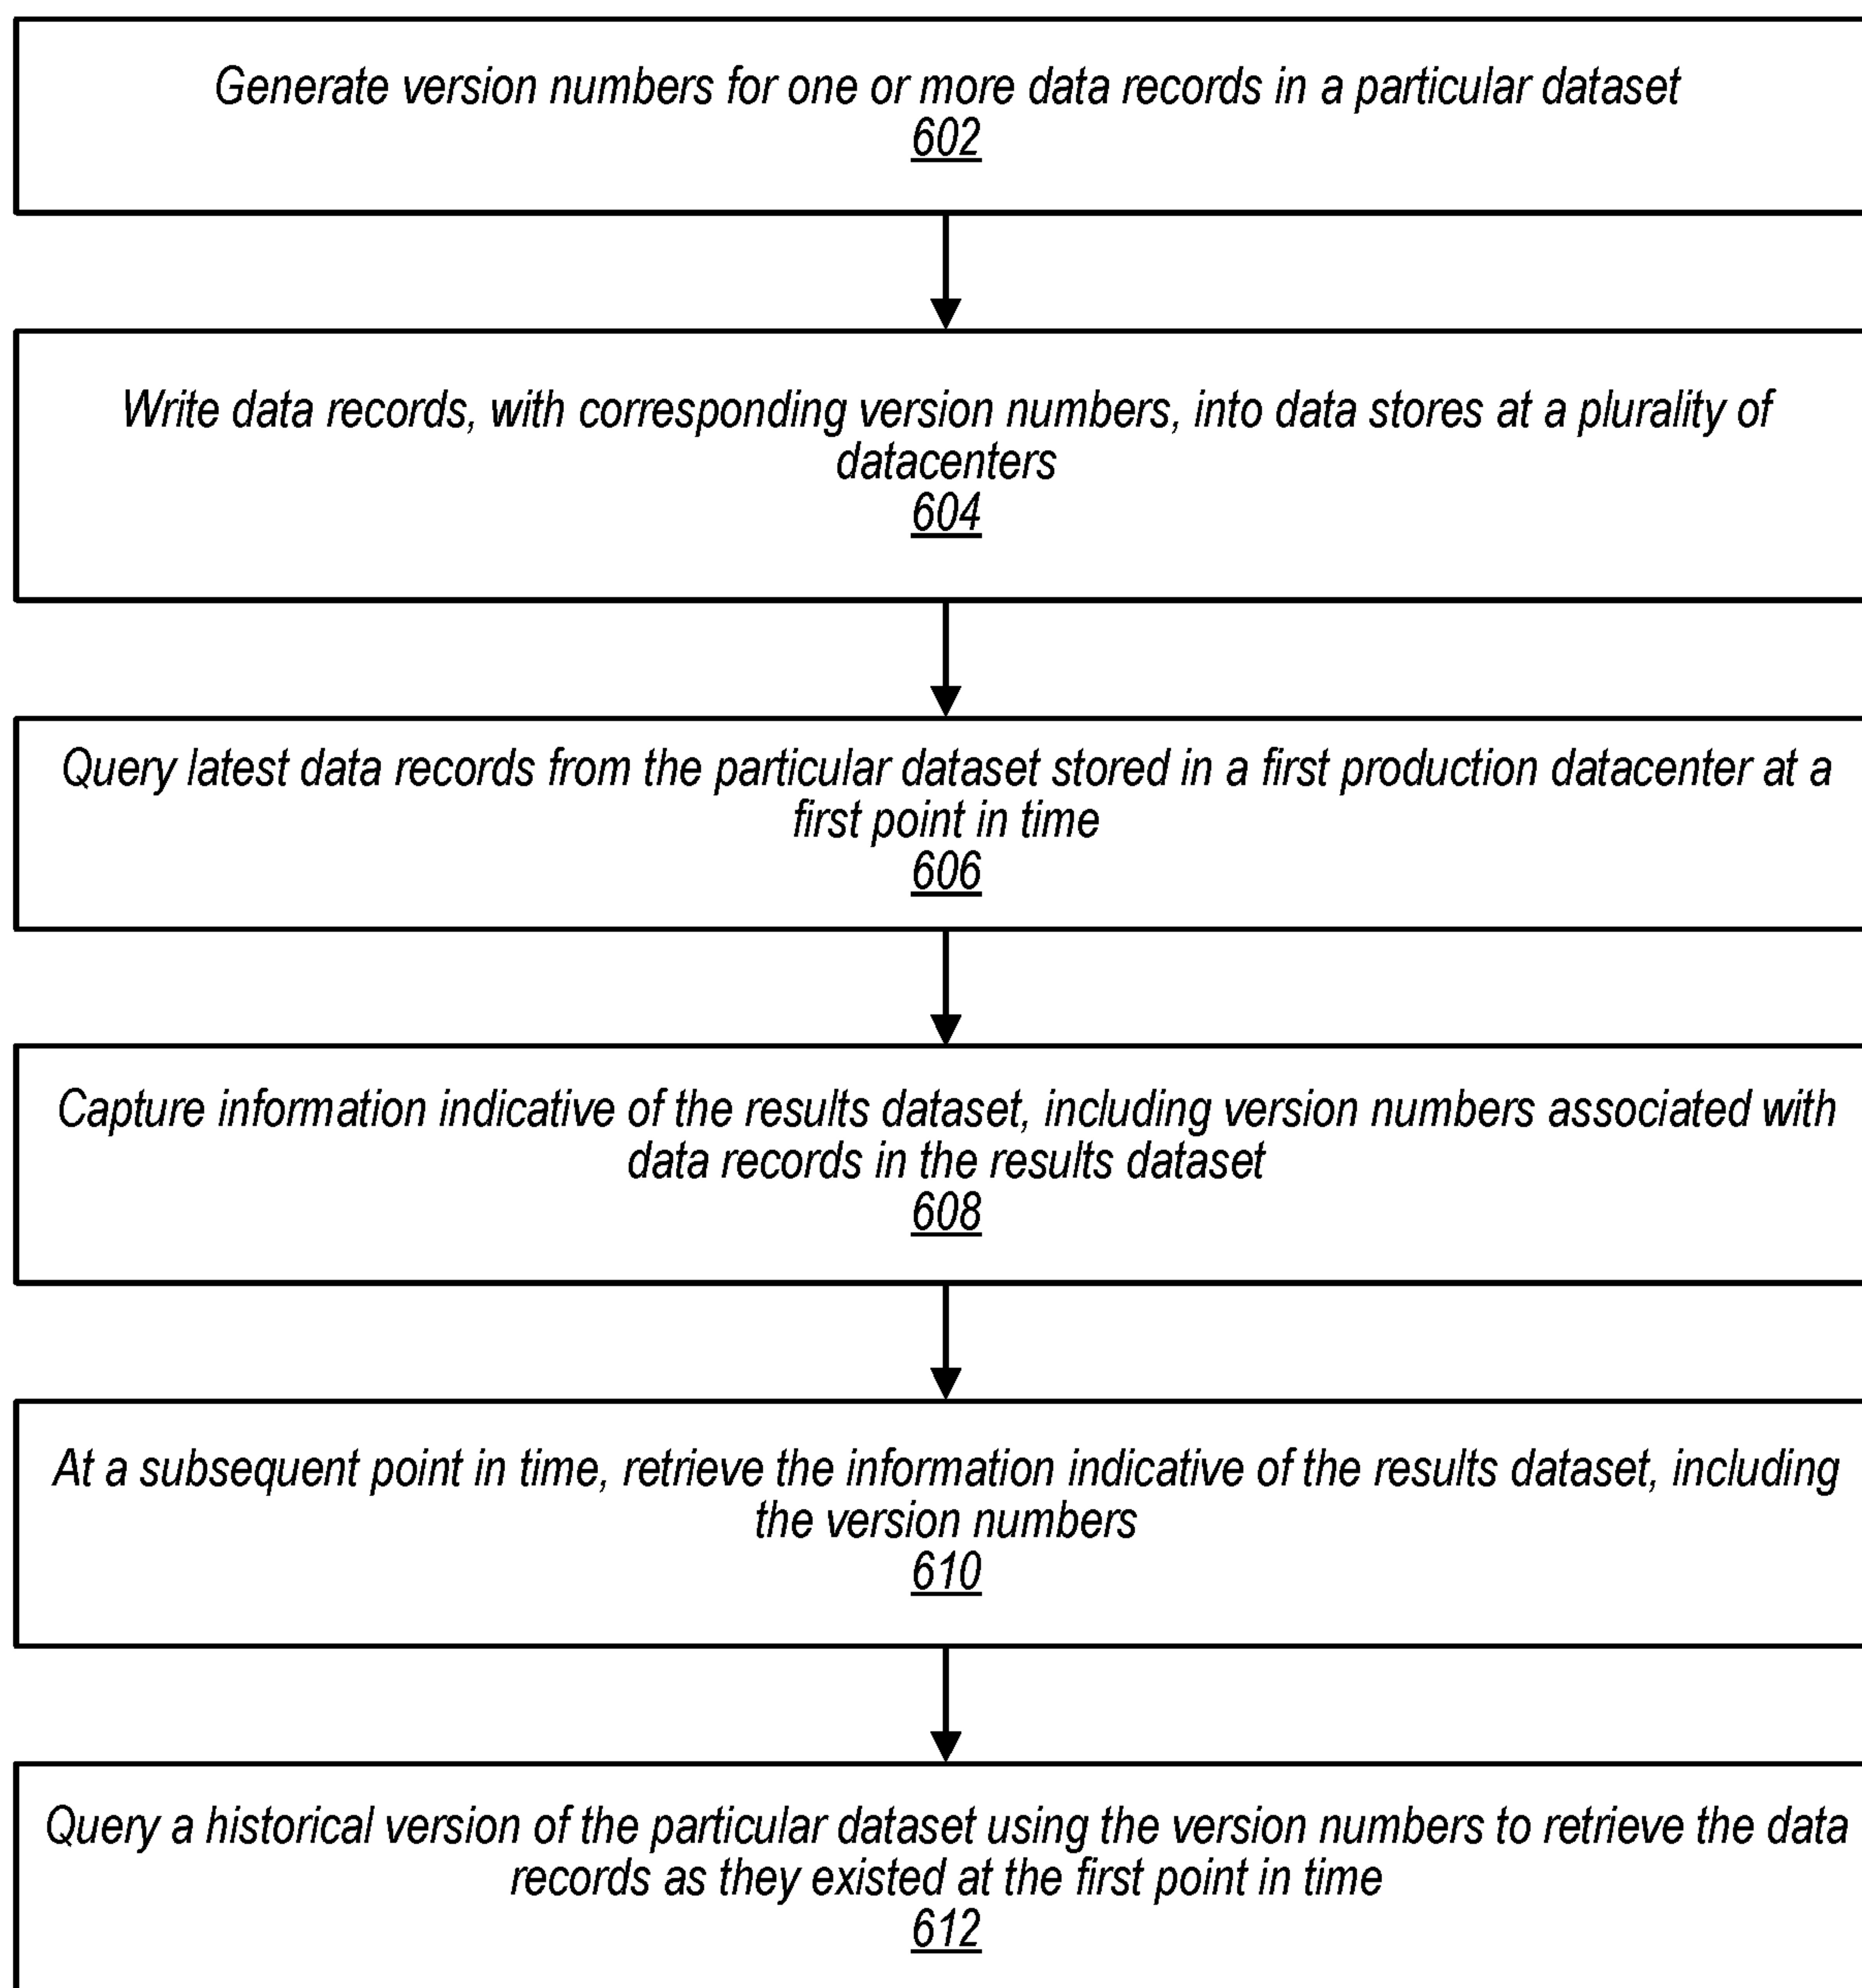 Generate version numbers for one or more data records in a particular dataset
602
Write data records, with corresponding version numbers, into data stores at a plurality of
datacenters
604
Query latest data records from the particular dataset stored in a first production datacenter at a
first point in time
606
Capture information indicative of the results dataset, including version numbers associated with
data records in the results dataset
608
At a subsequent point in time, retrieve the information indicative of the results dataset, including
the version numbers
610
Query a historical version of the particular dataset using the version numbers to retrieve the data
records as they existed at the first point in time
612